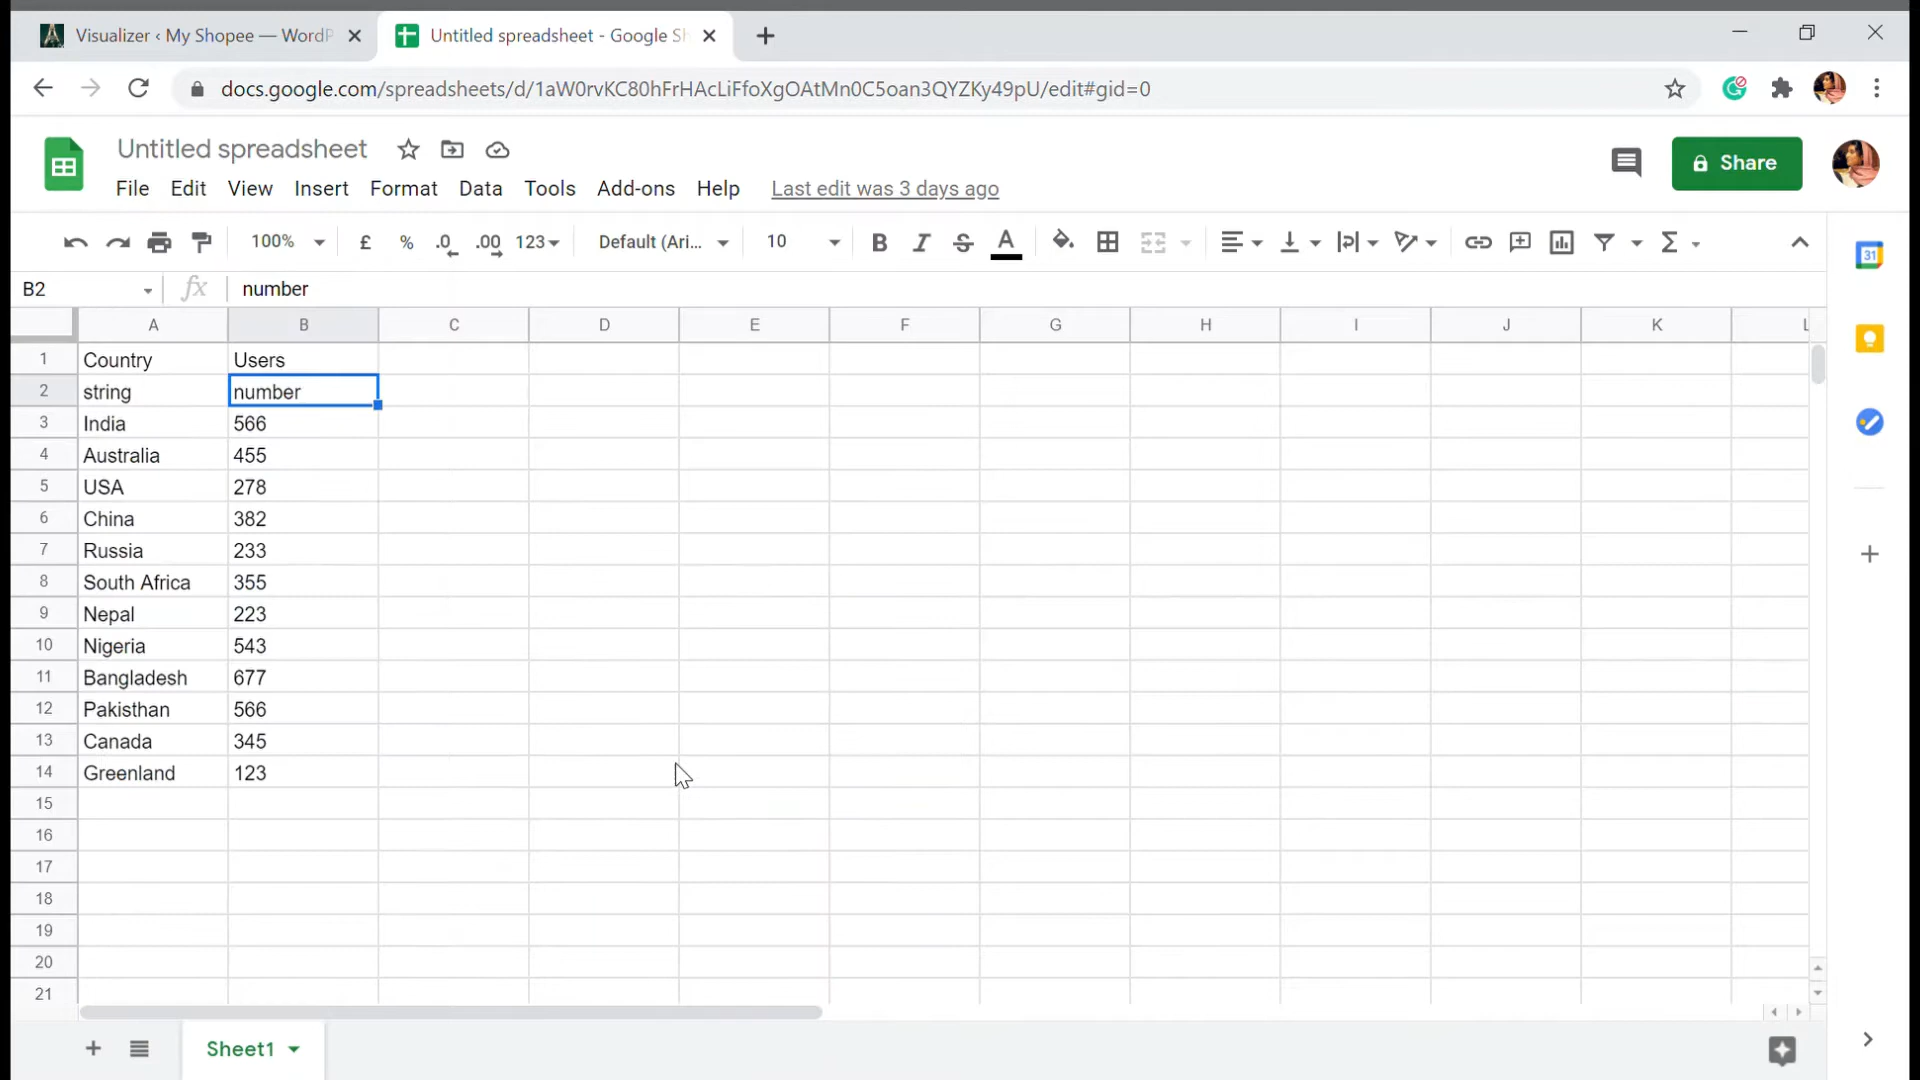 Visualizer ‹ My Shopee — WordP
Untitled spreadsheet - Google Sh
docs.google.com/spreadsheets/d/1aW0rvKC80hFrHAcLiFfoXgOAtMn0C5oan3QYZKy49pU/edit#gid=0
Untitled spreadsheet
Share
File Edit View Insert Format Data Tools Add-ons Help Last edit was 3 days ago
100% £ % .0 .00 123 Default (Ari... 10 B I S A Σ
31
B2 fx number
A B C D E F G H I J K L
1 Country Users
2 string number
3 India 566
4 Australia 455
5 USA 278
6 China 382
7 Russia 233
8 South Africa 355
9 Nepal 223
10 Nigeria 543
11 Bangladesh 677
12 Pakisthan 566
13 Canada 345
14 Greenland 123
15
16
17
18
19
20
21
Sheet1